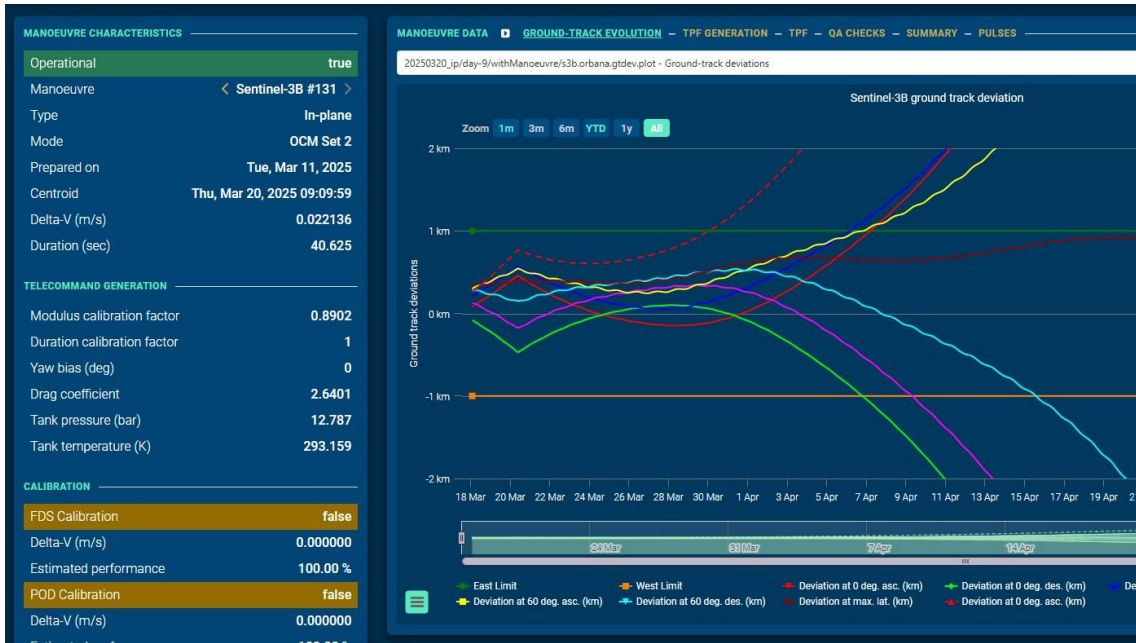 MANOEUVRE CHARACTERISTICS
Operational true
Manoeuvre < Sentinel-3B #131 >
Type In-plane
Mode OCM Set 2
Prepared on Tue, Mar 11, 2025
Centroid Thu, Mar 20, 2025 09:09:59
Delta-V (m/s) 0.022136
Duration (sec) 40.625
TELECOMMAND GENERATION
Modulus calibration factor 0.8902
Duration calibration factor 1
Yaw bias (deg) 0
Drag coefficient 2.6401
Tank pressure (bar) 12.787
Tank temperature (K) 293.159
CALIBRATION
FDS Calibration false
Delta-V (m/s) 0.000000
Estimated performance 100.00 %
POD Calibration false
Delta-V (m/s) 0.000000
MANOEUVRE DATA GROUND-TRACK EVOLUTION – TPF GENERATION – TPF – QA CHECKS – SUMMARY – PULSES
20250320_ip/day-9/withManoeuvre/s3b.orbana.gtdev.plot - Ground-track deviations
Sentinel-3B ground track deviation
Zoom 1m 3m 6m YTD 1y All
Ground track deviations
2 km
1 km
0 km
-1 km
-2 km
18 Mar 20 Mar 22 Mar 24 Mar 26 Mar 28 Mar 30 Mar 1 Apr 3 Apr 5 Apr 7 Apr 9 Apr 11 Apr 13 Apr 15 Apr 17 Apr 19 Apr
24 Mar 31 Mar 7 Apr 14 Apr
East Limit West Limit Deviation at 0 deg. asc. (km) Deviation at 0 deg. des. (km)
Deviation at 60 deg. asc. (km) Deviation at 60 deg. des. (km) Deviation at max. lat. (km) Deviation at 0 deg. asc. (km)